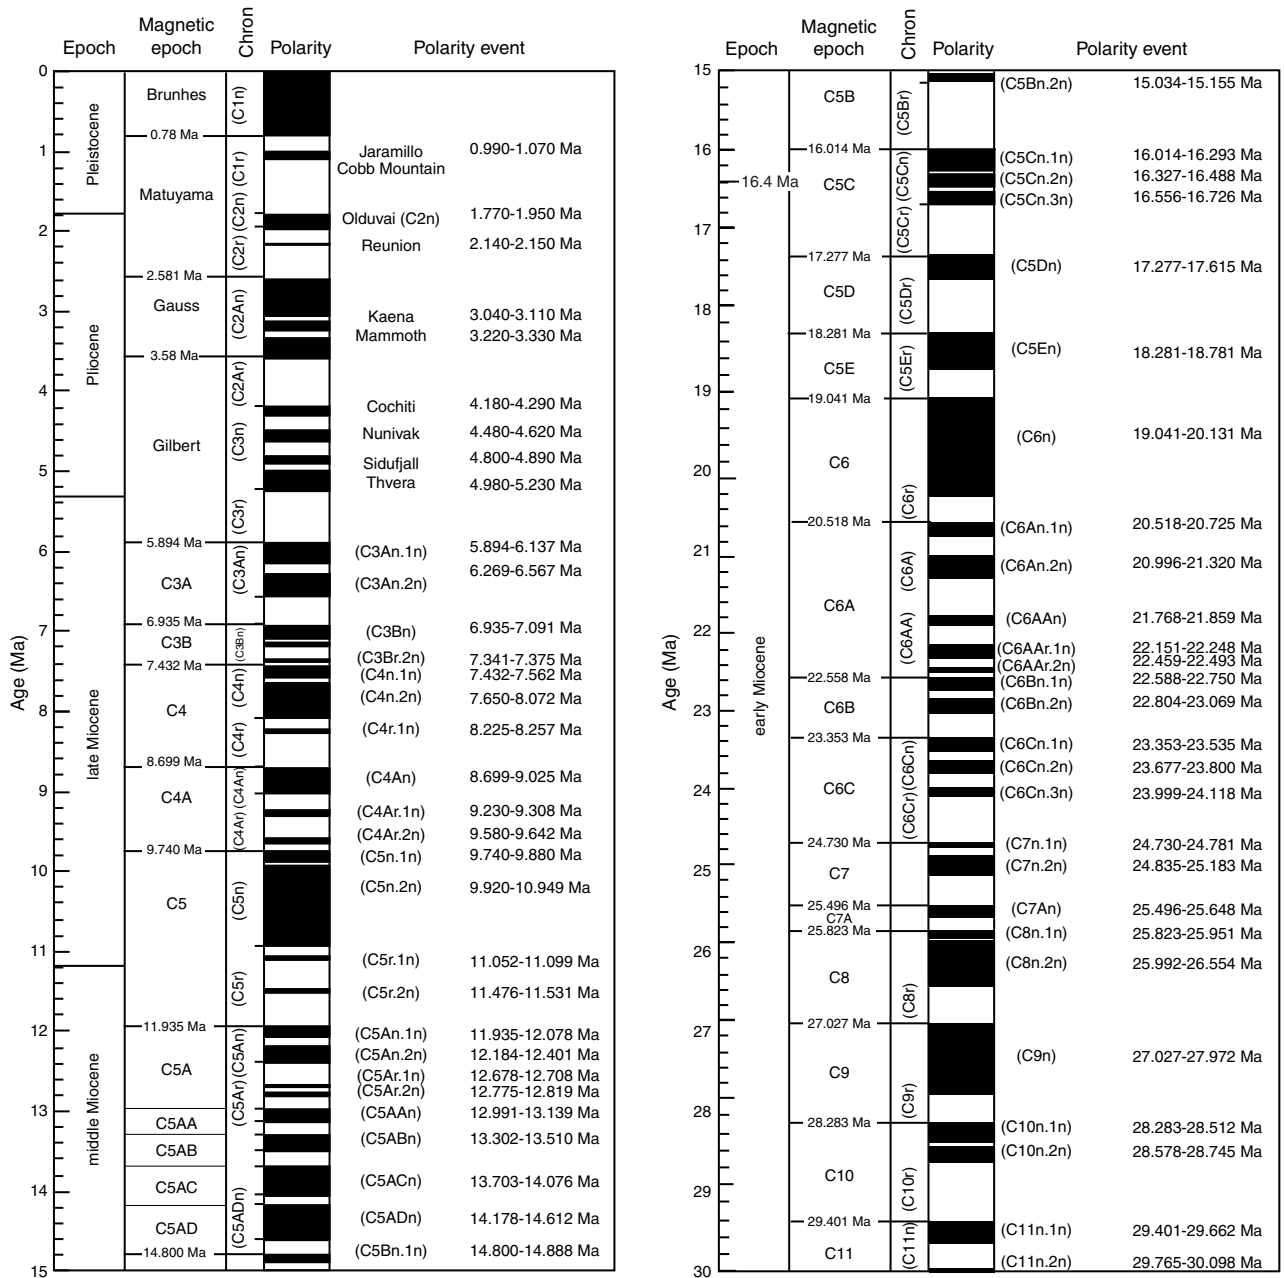 Epoch Magnetic epoch Chron Polarity Polarity event
Age (Ma)
0
1
2
3
4
5
6
7
8
9
10
11
12
13
14
15
Pleistocene
Pliocene
late Miocene
middle Miocene
Brunhes
0.78 Ma
Matuyama
2.581 Ma
Gauss
3.58 Ma
Gilbert
5.894 Ma
C3A
6.935 Ma
C3B
7.432 Ma
C4
8.699 Ma
C4A
9.740 Ma
C5
11.935 Ma
C5A
C5AA
C5AB
C5AC
C5AD
14.800 Ma
(C1n)
(C1r)
(C2n)
(C2r)
(C2An)
(C2Ar)
(C3n)
(C3r)
(C3An)
(C3Bn)
(C4n)
(C4r)
(C4An)
(C4Ar)
(C5n)
(C5r)
(C5An)
(C5Ar)
(C5ADn)
Jaramillo 0.990-1.070 Ma
Cobb Mountain
Olduvai (C2n) 1.770-1.950 Ma
Reunion 2.140-2.150 Ma
Kaena 3.040-3.110 Ma
Mammoth 3.220-3.330 Ma
Cochiti 4.180-4.290 Ma
Nunivak 4.480-4.620 Ma
Sidufjall 4.800-4.890 Ma
Thvera 4.980-5.230 Ma
(C3An.1n) 5.894-6.137 Ma
(C3An.2n) 6.269-6.567 Ma
(C3Bn) 6.935-7.091 Ma
(C3Br.2n) 7.341-7.375 Ma
(C4n.1n) 7.432-7.562 Ma
(C4n.2n) 7.650-8.072 Ma
(C4r.1n) 8.225-8.257 Ma
(C4An) 8.699-9.025 Ma
(C4Ar.1n) 9.230-9.308 Ma
(C4Ar.2n) 9.580-9.642 Ma
(C5n.1n) 9.740-9.880 Ma
(C5n.2n) 9.920-10.949 Ma
(C5r.1n) 11.052-11.099 Ma
(C5r.2n) 11.476-11.531 Ma
(C5An.1n) 11.935-12.078 Ma
(C5An.2n) 12.184-12.401 Ma
(C5Ar.1n) 12.678-12.708 Ma
(C5Ar.2n) 12.775-12.819 Ma
(C5AAn) 12.991-13.139 Ma
(C5ABn) 13.302-13.510 Ma
(C5ACn) 13.703-14.076 Ma
(C5ADn) 14.178-14.612 Ma
(C5Bn.1n) 14.800-14.888 Ma
Epoch Magnetic epoch Chron Polarity Polarity event
Age (Ma)
15
16
17
18
19
20
21
22
23
24
25
26
27
28
29
30
16.4 Ma
early Miocene
C5B
16.014 Ma
C5C
17.277 Ma
C5D
18.281 Ma
C5E
19.041 Ma
C6
20.518 Ma
C6A
22.558 Ma
C6B
23.353 Ma
C6C
24.730 Ma
C7
25.496 Ma
C7A
25.823 Ma
C8
27.027 Ma
C9
28.283 Ma
C10
29.401 Ma
C11
(C5Br)
(C5Cn)
(C5Cr)
(C5Dr)
(C5Er)
(C6r)
(C6A)
(C6AA)
(C6Cn)
(C6Cr)
(C8r)
(C9r)
(C10r)
(C11n)
(C5Bn.2n) 15.034-15.155 Ma
(C5Cn.1n) 16.014-16.293 Ma
(C5Cn.2n) 16.327-16.488 Ma
(C5Cn.3n) 16.556-16.726 Ma
(C5Dn) 17.277-17.615 Ma
(C5En) 18.281-18.781 Ma
(C6n) 19.041-20.131 Ma
(C6An.1n) 20.518-20.725 Ma
(C6An.2n) 20.996-21.320 Ma
(C6AAn) 21.768-21.859 Ma
(C6AAr.1n) 22.151-22.248 Ma
(C6AAr.2n) 22.459-22.493 Ma
(C6Bn.1n) 22.588-22.750 Ma
(C6Bn.2n) 22.804-23.069 Ma
(C6Cn.1n) 23.353-23.535 Ma
(C6Cn.2n) 23.677-23.800 Ma
(C6Cn.3n) 23.999-24.118 Ma
(C7n.1n) 24.730-24.781 Ma
(C7n.2n) 24.835-25.183 Ma
(C7An) 25.496-25.648 Ma
(C8n.1n) 25.823-25.951 Ma
(C8n.2n) 25.992-26.554 Ma
(C9n) 27.027-27.972 Ma
(C10n.1n) 28.283-28.512 Ma
(C10n.2n) 28.578-28.745 Ma
(C11n.1n) 29.401-29.662 Ma
(C11n.2n) 29.765-30.098 Ma